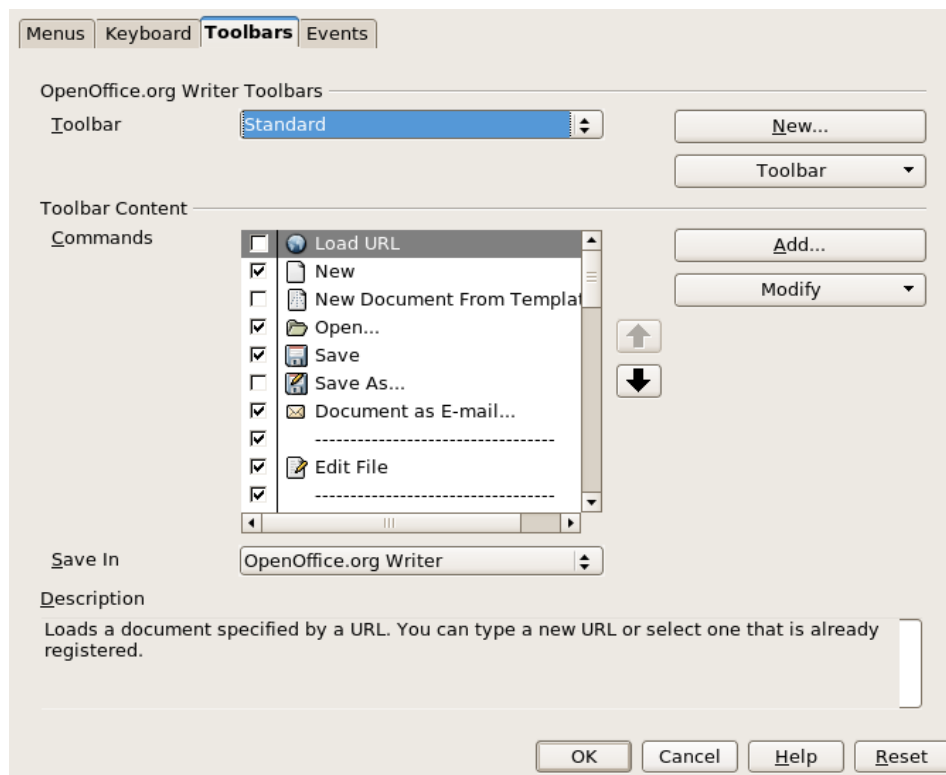 Menus Keyboard Toolbars Events
OpenOffice.org Writer Toolbars
Toolbar Standard New...
Toolbar
Toolbar Content
Commands Load URL Add...
New
Modify
New Document From Templat
Open...
Save
Save As...
Document as E-mail...
----------------------------------
Edit File
----------------------------------
Save In OpenOffice.org Writer
Description
Loads a document specified by a URL. You can type a new URL or select one that is already
registered.
OK Cancel Help Reset